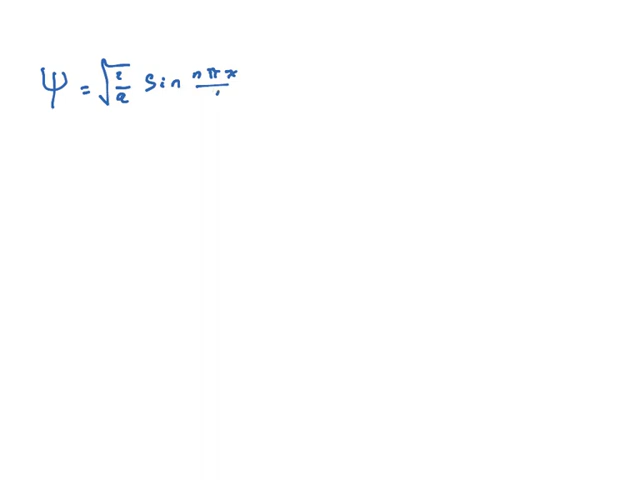 ψ = √(2/a) sin nπx/